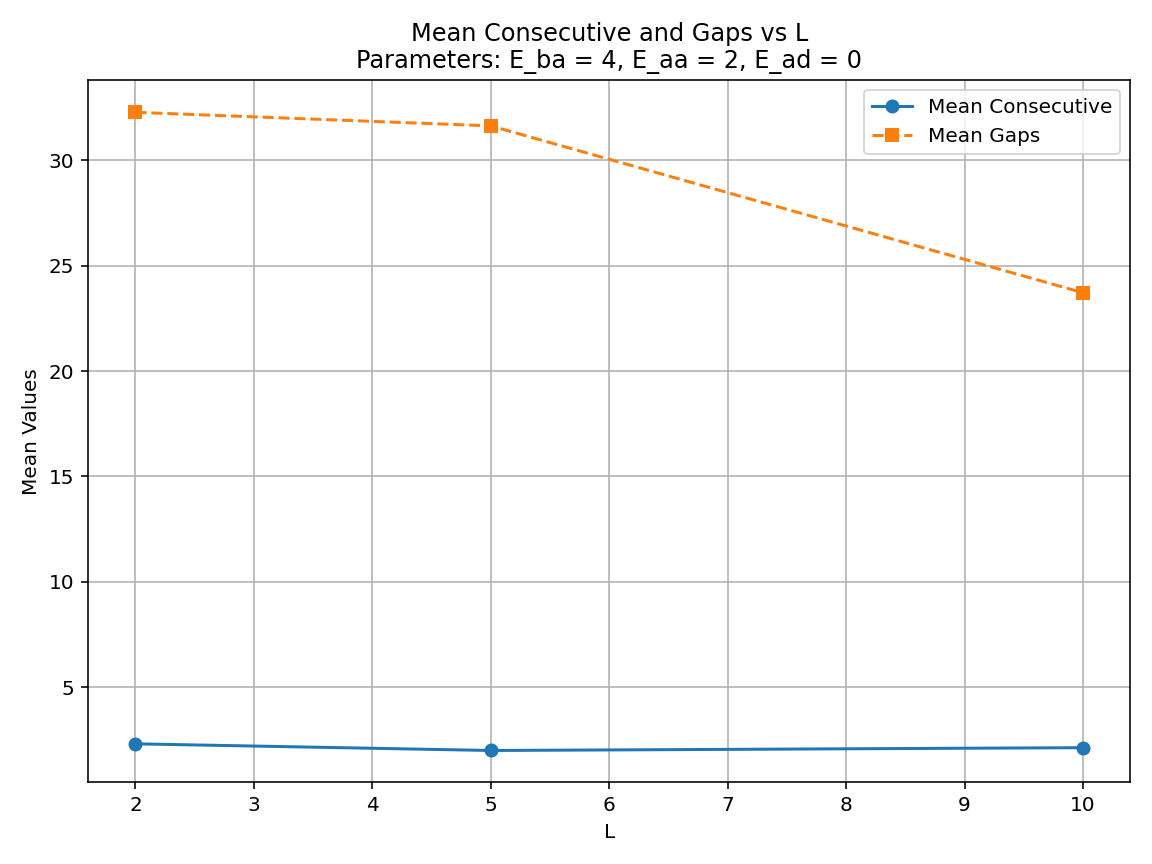 Mean Consecutive and Gaps vs L
Parameters: E_ba = 4, E_aa = 2, E_ad = 0
Mean Consecutive
Mean Gaps
Mean Values
30
25
20
15
10
5
2 3 4 5 6 7 8 9 10
L